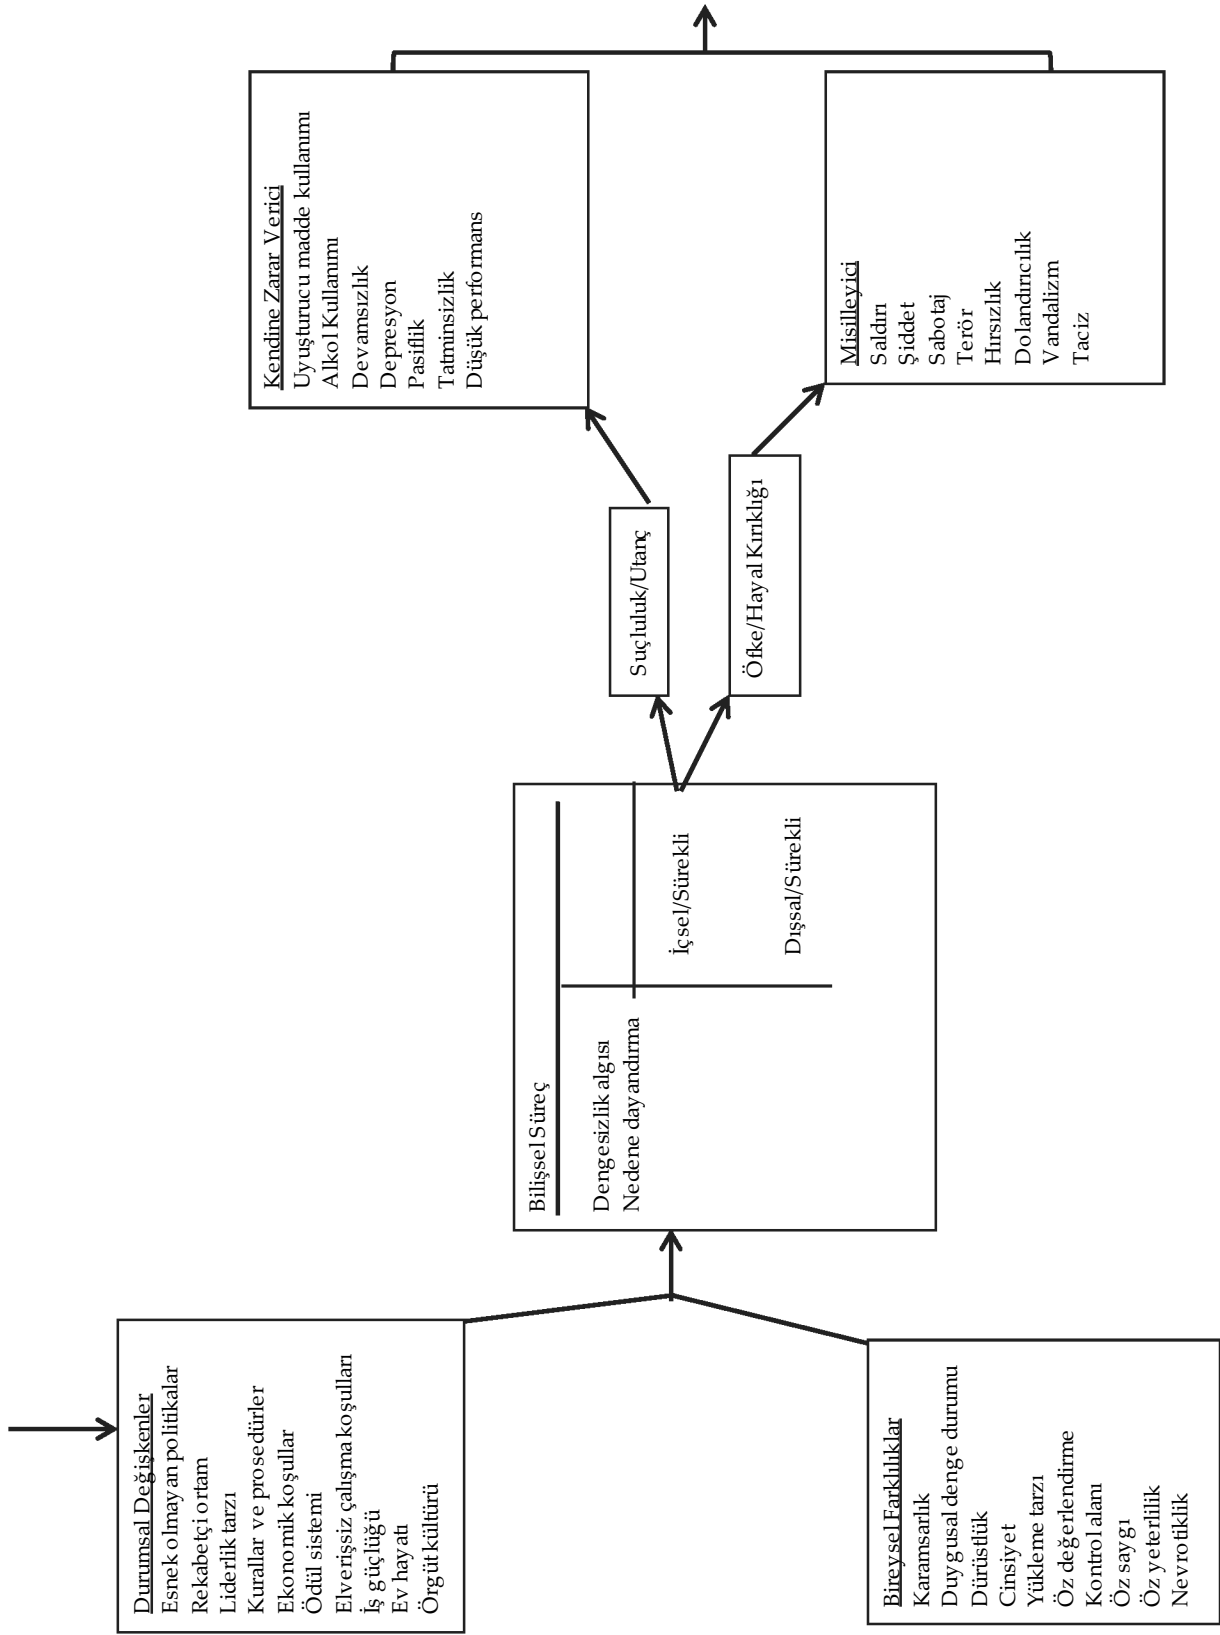 Durumsal Değişkenler
Esnek olmayan politikalar
Rekabetçi ortam
Liderlik tarzı
Kurallar ve prosedürler
Ekonomik koşullar
Ödül sistemi
Elverişsiz çalışma koşulları
İş güçlüğü
Ev hayatı
Örgüt kültürü
Bireysel Farklılıklar
Karamsarlık
Duygusal denge durumu
Dürüstlük
Cinsiyet
Yükleme tarzı
Öz değerlendirme
Kontrol alanı
Öz saygı
Öz yeterlilik
Nevrotiklik
Bilişsel Süreç
Dengesizlik algısı
Nedene dayandırma
İçsel/Sürekli
Dışsal/Sürekli
Suçluluk/Utanç
Öfke/Hayal Kırıklığı
Kendine Zarar Verici
Uyuşturucu madde kullanımı
Alkol Kullanımı
Devamsızlık
Depresyon
Pasiflik
Tatminsizlik
Düşük performans
Misilleyici
Saldırı
Şiddet
Sabotaj
Terör
Hırsızlık
Dolandırıcılık
Vandalizm
Taciz